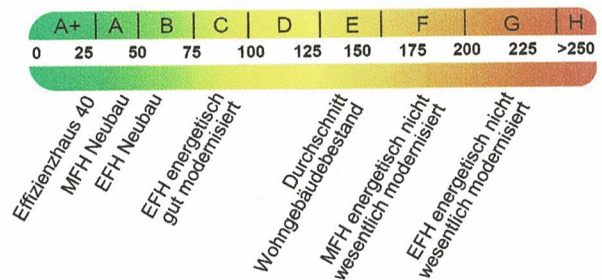 A+ A B C D E F G H
0 25 50 75 100 125 150 175 200 225 >250
Effizienzhaus 40
MFH Neubau
EFH Neubau
EFH energetisch
gut modernisiert
Durchschnitt
Wohngebäudebestand
MFH energetisch nicht
wesentlich modernisiert
EFH energetisch nicht
wesentlich modernisiert